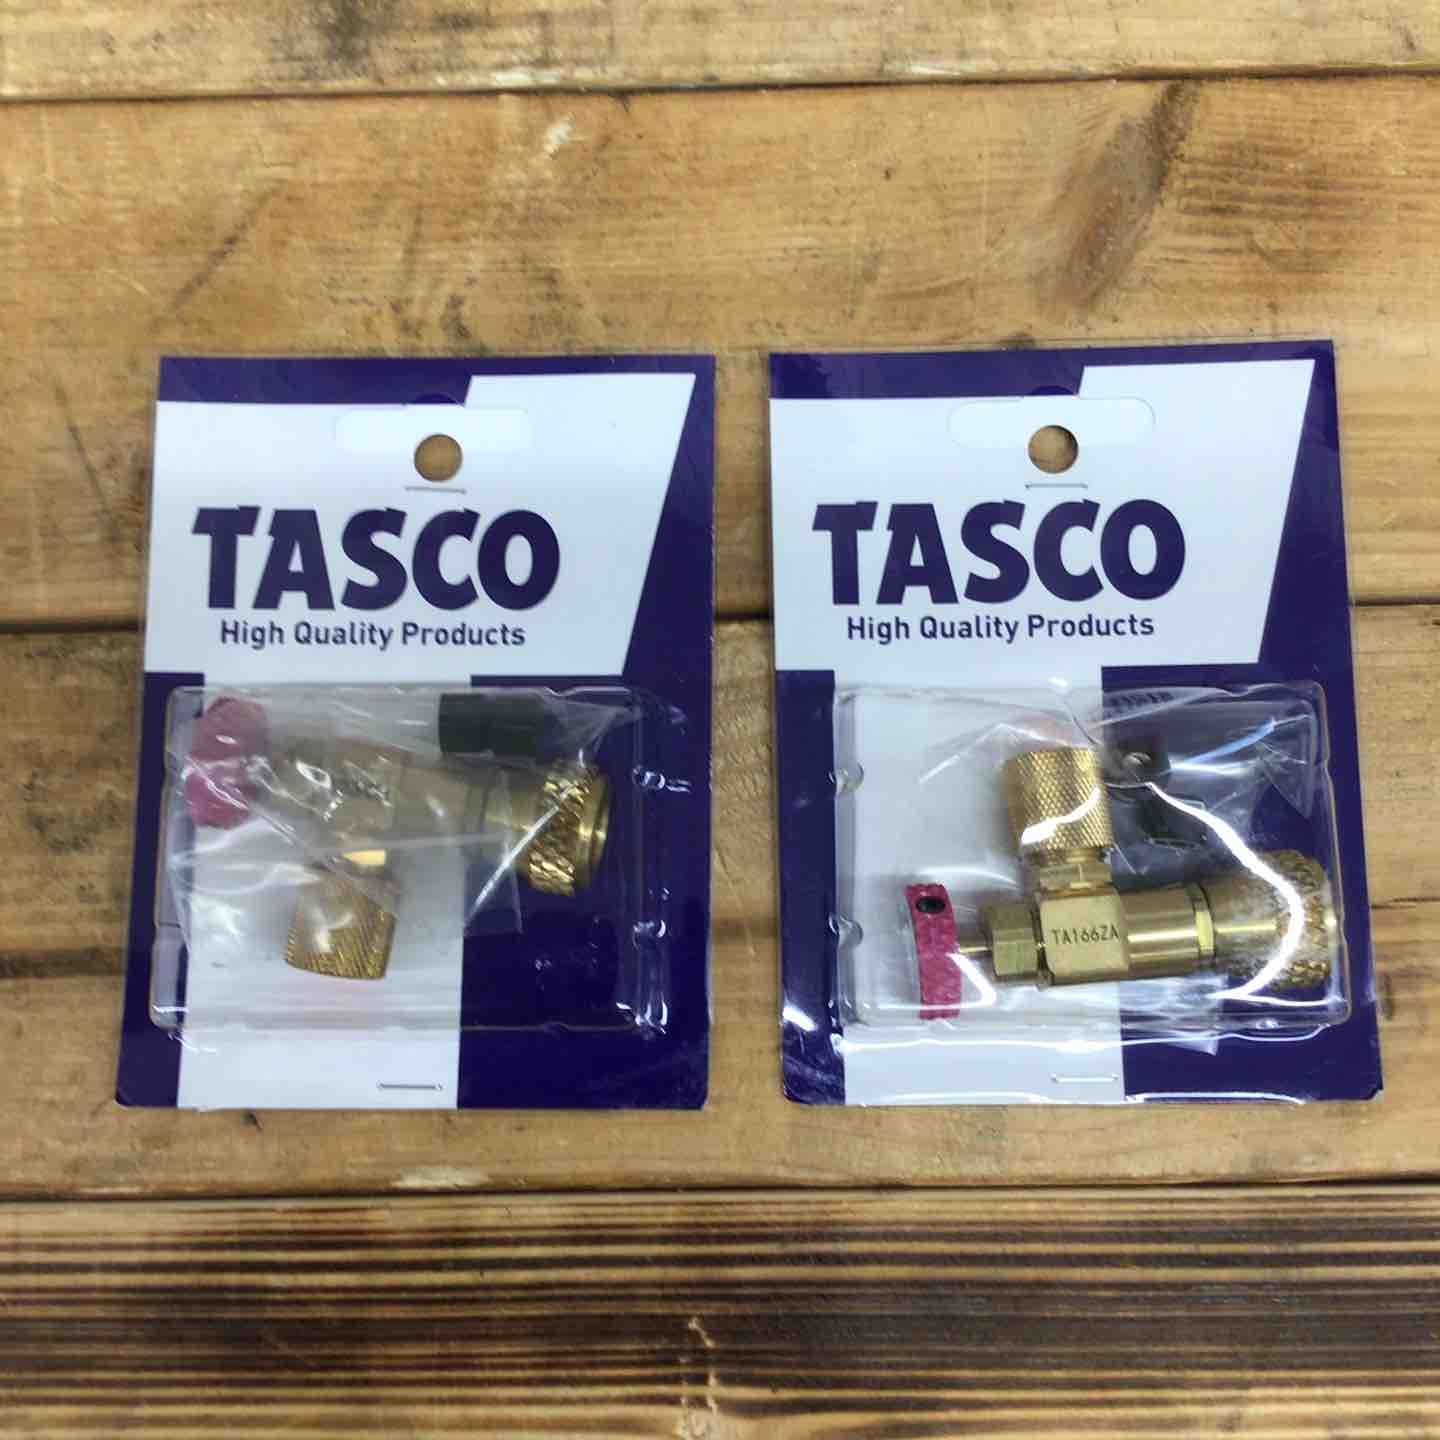 TASCO
High Quality Products
TASCO
High Quality Products
TA166ZA